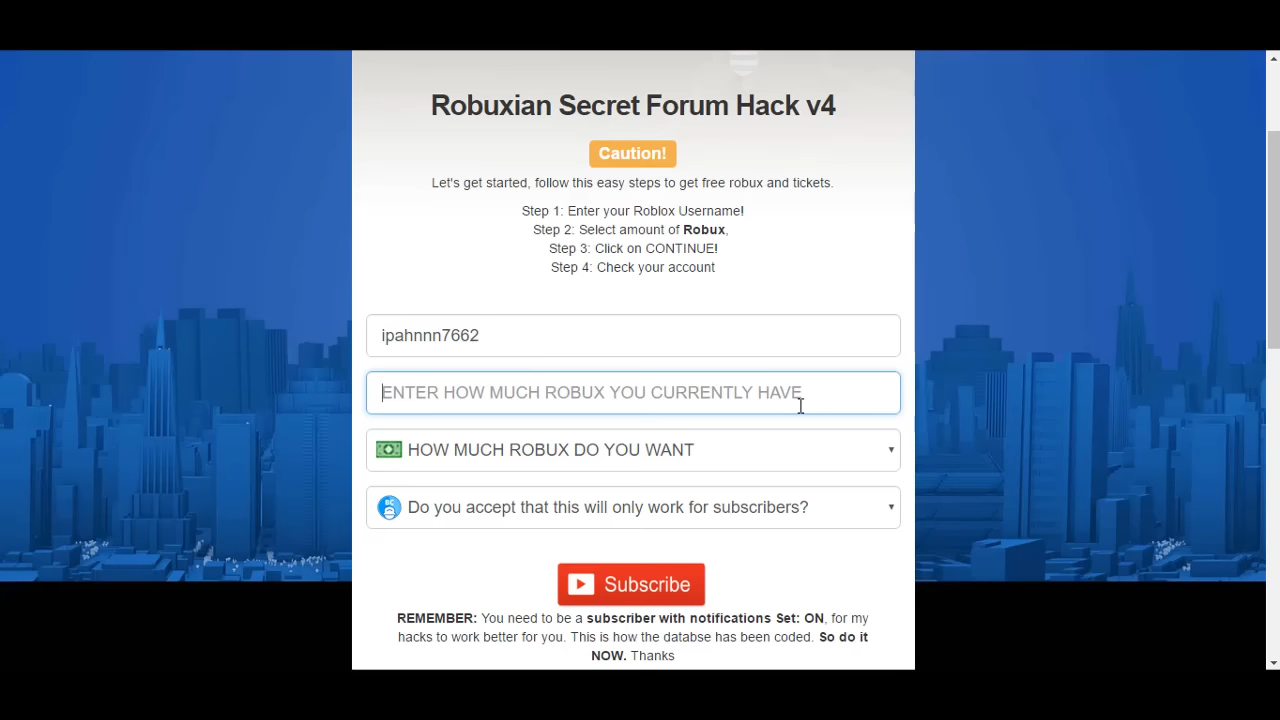 Robuxian Secret Forum Hack v4
Caution!
Let's get started, follow this easy steps to get free robux and tickets.
Step 1: Enter your Roblox Username!
Step 2: Select amount of Robux,
Step 3: Click on CONTINUE!
Step 4: Check your account
ipahnnn7662
ENTER HOW MUCH ROBUX YOU CURRENTLY HAVE
HOW MUCH ROBUX DO YOU WANT
BC Do you accept that this will only work for subscribers?
Subscribe
REMEMBER: You need to be a subscriber with notifications Set: ON, for my
hacks to work better for you. This is how the databse has been coded. So do it
NOW. Thanks